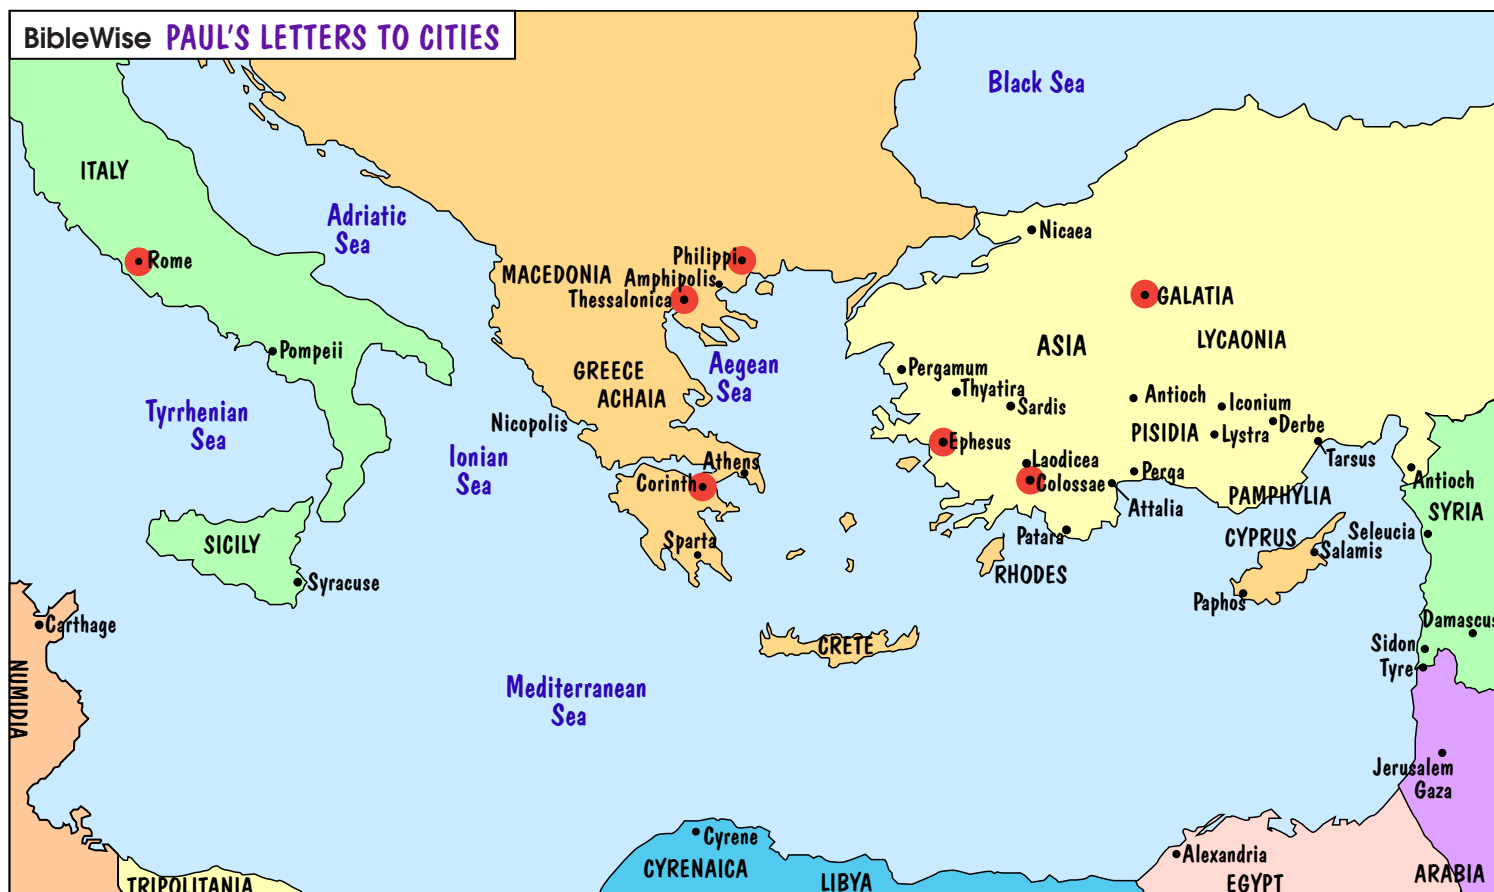 BibleWise PAUL'S LETTERS TO CITIES
Black Sea
ITALY
Adriatic
Sea
Nicaea
Rome
Philippi
MACEDONIA
Amphipolis
Thessalonica
GALATIA
ASIA
LYCAONIA
Pompeii
GREECE
ACHAIA
Aegean
Sea
Pergamum
Thyatira
Sardis
Antioch
Iconium
Tyrrhenian
Sea
Nicopolis
Derbe
PISIDIA
Lystra
Ephesus
Ionian
Sea
Athens
Laodicea
Tarsus
Corinth
Colossae
Perga
Antioch
PAMPHYLIA
Attalia
SYRIA
SICILY
Sparta
Patara
CYPRUS
Seleucia
Salamis
RHODES
Syracuse
Paphos
Carthage
Damascus
CRETE
Sidon
Tyre
NUMIDIA
Mediterranean
Sea
Jerusalem
Gaza
Cyrene
CYRENAICA
Alexandria
TRIPOLITANIA
LIBYA
EGYPT
ARABIA